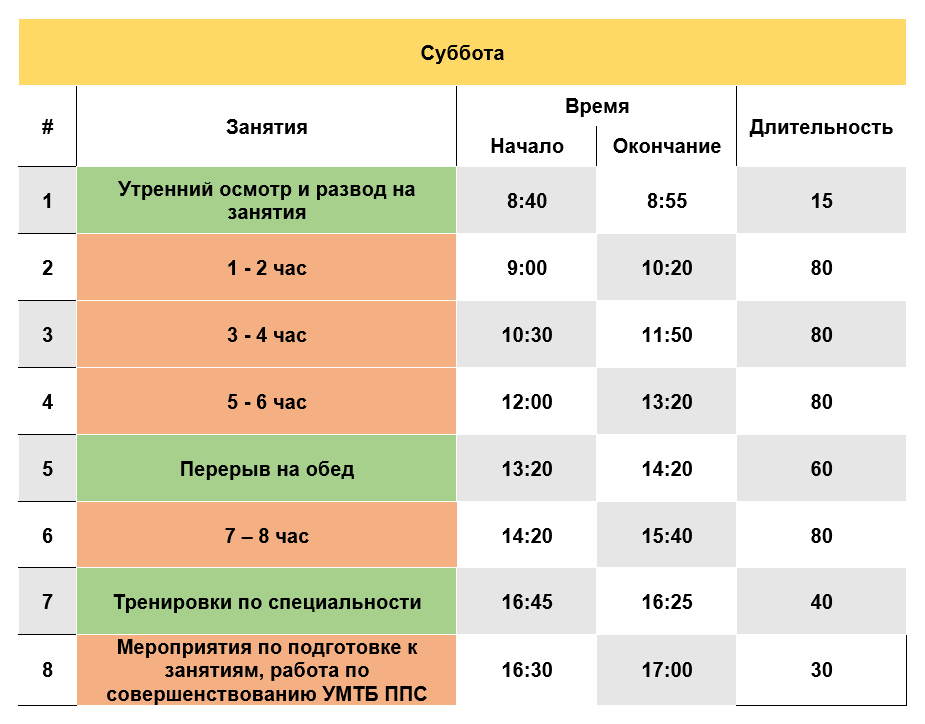 Суббота
# Занятия Время Длительность
Начало Окончание
1 Утренний осмотр и развод на
занятия 8:40 8:55 15
2 1 - 2 час 9:00 10:20 80
3 3 - 4 час 10:30 11:50 80
4 5 - 6 час 12:00 13:20 80
5 Перерыв на обед 13:20 14:20 60
6 7 – 8 час 14:20 15:40 80
7 Тренировки по специальности 16:45 16:25 40
8 Мероприятия по подготовке к
занятиям, работа по
совершенствованию УМТБ ППС 16:30 17:00 30